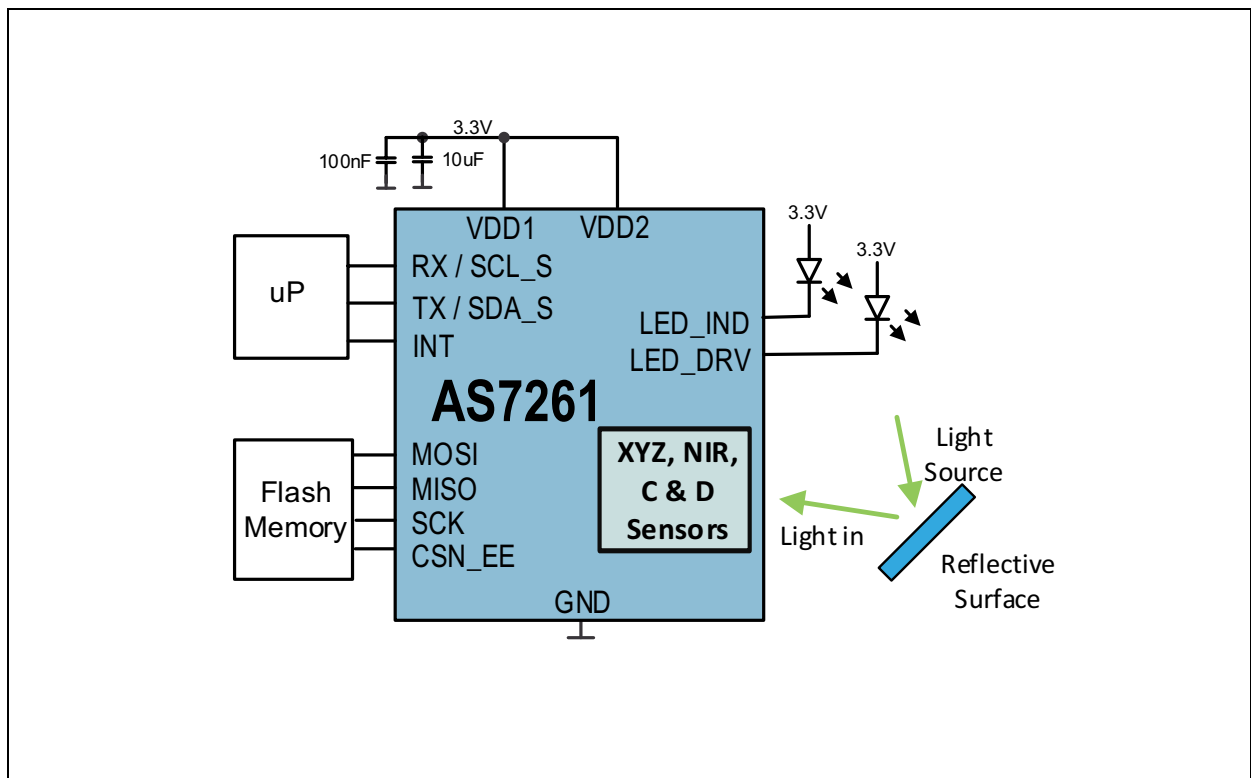 3.3V
100nF
10uF
VDD1
VDD2
3.3V
3.3V
uP
RX / SCL_S
TX / SDA_S
INT
LED_IND
LED_DRV
AS7261
Flash
Memory
MOSI
MISO
SCK
CSN_EE
XYZ, NIR,
C & D
Sensors
Light
Source
Light in
Reflective
Surface
GND